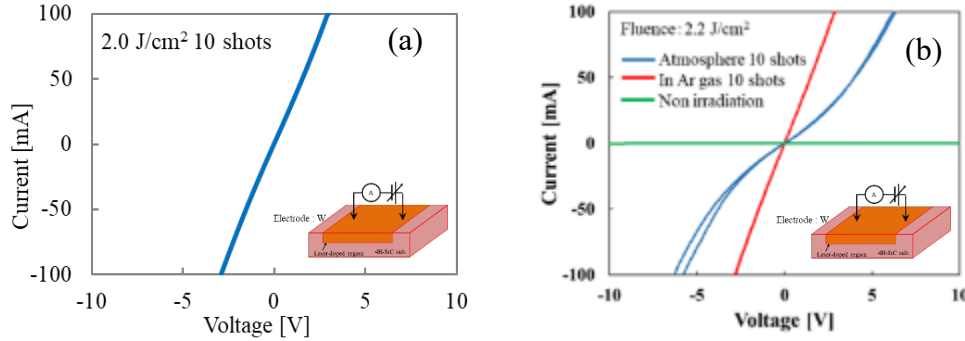 (a)
2.0 J/cm² 10 shots
100
50
0
-50
-100
Current [mA]
-10
-5
0
5
10
Voltage [V]
A
Electrode : W
Laser-doped region
4H-SiC sub.
(b)
Fluence : 2.2 J/cm²
Atmosphere 10 shots
In Ar gas 10 shots
Non irradiation
100
50
0
-50
-100
Current [mA]
-10
-5
0
5
10
Voltage [V]
A
Electrode : W
Laser-doped region
4H-SiC sub.